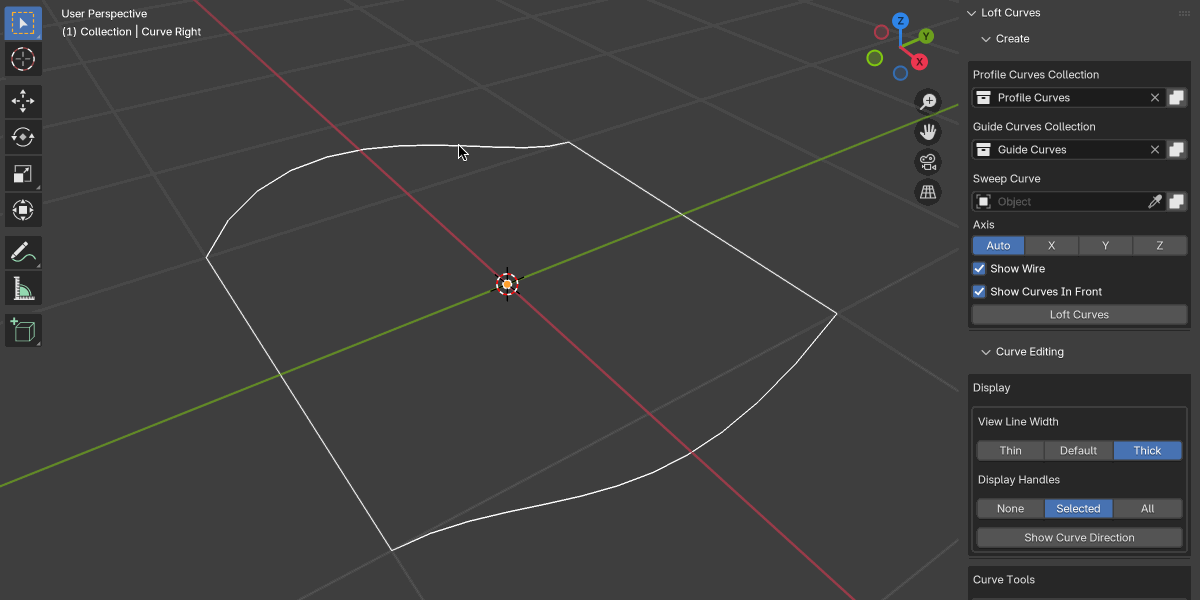 User Perspective
(1) Collection | Curve Right
Z
Y
X
Loft Curves
Create
Profile Curves Collection
Profile Curves
Guide Curves Collection
Guide Curves
Sweep Curve
Object
Axis
Auto X Y Z
Show Wire
Show Curves In Front
Loft Curves
Curve Editing
Display
View Line Width
Thin Default Thick
Display Handles
None Selected All
Show Curve Direction
Curve Tools